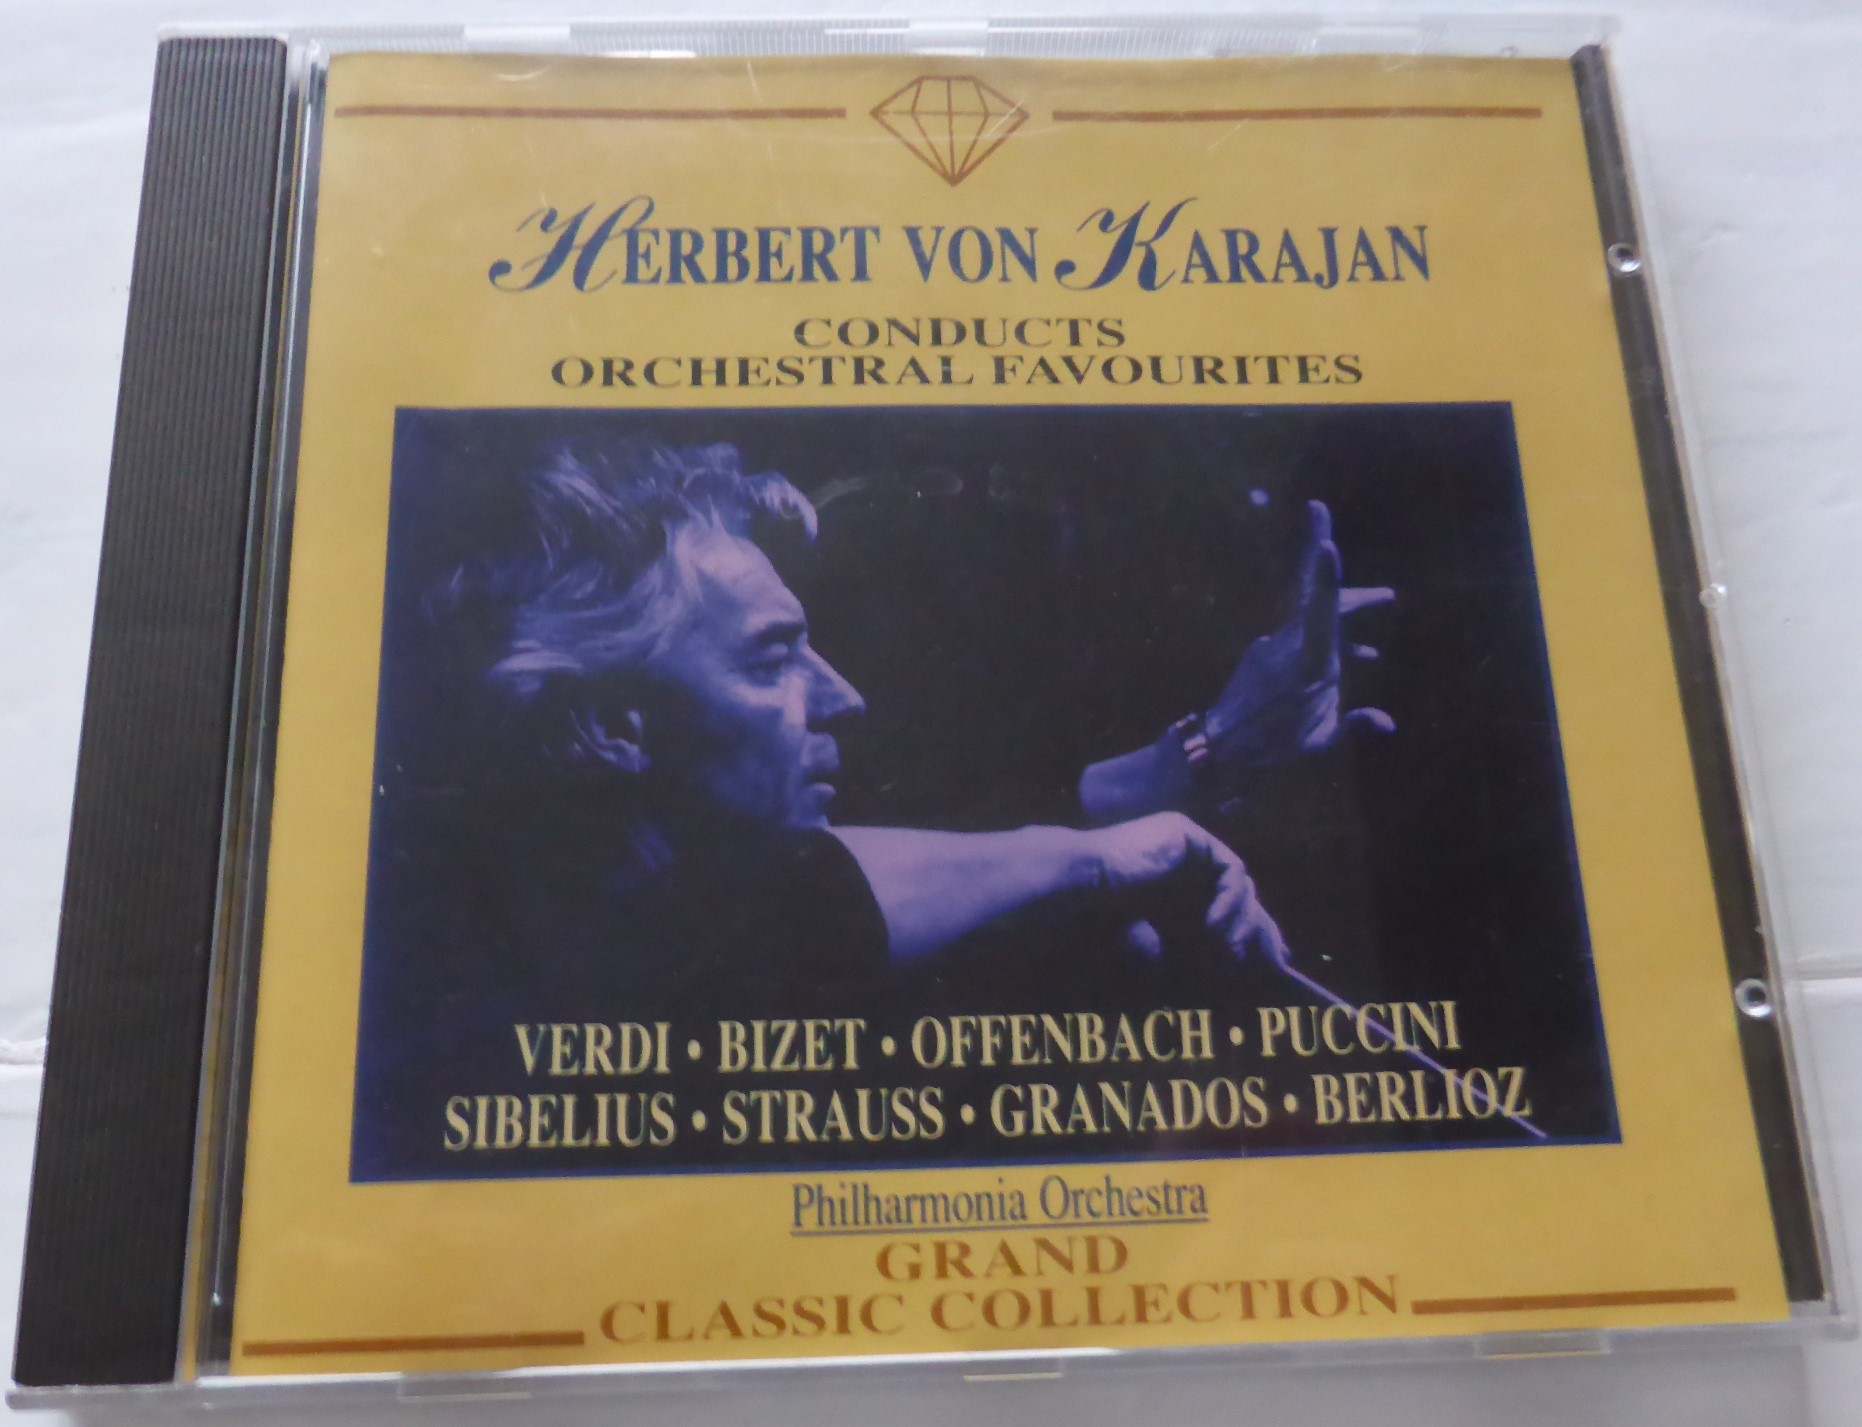 HERBERT VON KARAJAN
CONDUCTS
ORCHESTRAL FAVOURITES
VERDI • BIZET • OFFENBACH • PUCCINI
SIBELIUS • STRAUSS • GRANADOS • BERLIOZ
Philharmonia Orchestra
GRAND
CLASSIC COLLECTION